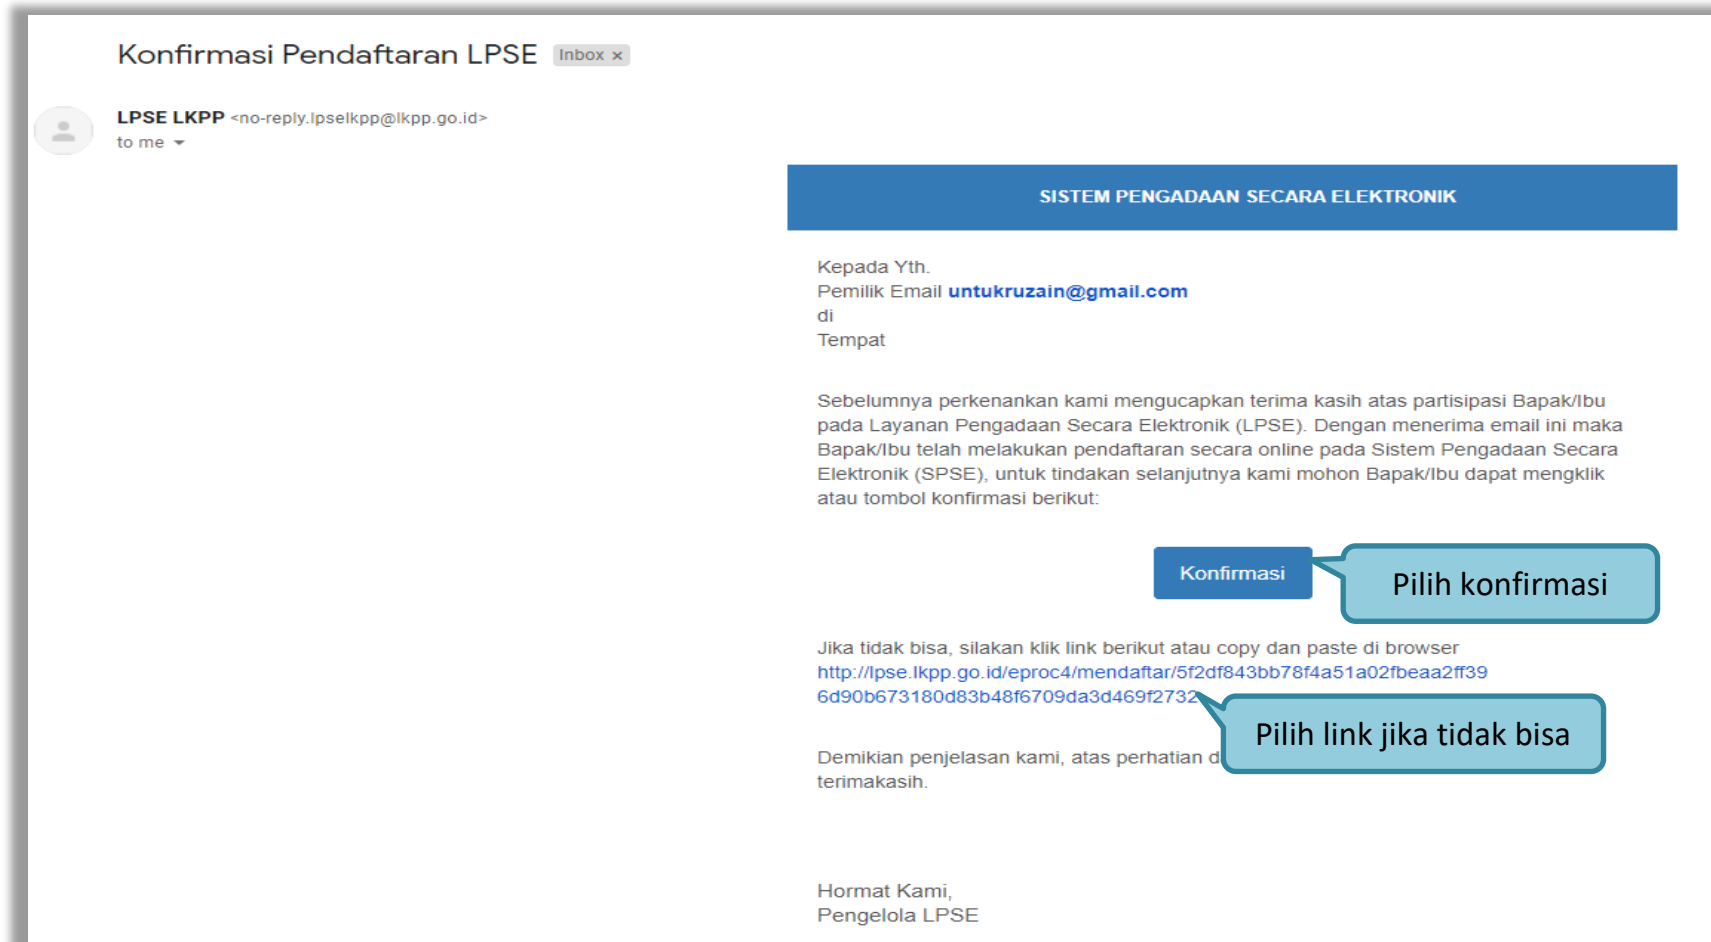 Konfirmasi Pendaftaran LPSE Inbox x
LPSE LKPP <no-reply.lpselkpp@lkpp.go.id>
to me
SISTEM PENGADAAN SECARA ELEKTRONIK
Kepada Yth.
Pemilik Email untukruzain@gmail.com
di
Tempat
Sebelumnya perkenankan kami mengucapkan terima kasih atas partisipasi Bapak/Ibu
pada Layanan Pengadaan Secara Elektronik (LPSE). Dengan menerima email ini maka
Bapak/Ibu telah melakukan pendaftaran secara online pada Sistem Pengadaan Secara
Elektronik (SPSE), untuk tindakan selanjutnya kami mohon Bapak/Ibu dapat mengklik
atau tombol konfirmasi berikut:
Konfirmasi
Pilih konfirmasi
Jika tidak bisa, silakan klik link berikut atau copy dan paste di browser
http://lpse.lkpp.go.id/eproc4/mendaftar/5f2df843bb78f4a51a02fbeaa2ff39
6d90b673180d83b48f6709da3d469f2732
Pilih link jika tidak bisa
Demikian penjelasan kami, atas perhatian
terimakasih.
Hormat Kami,
Pengelola LPSE